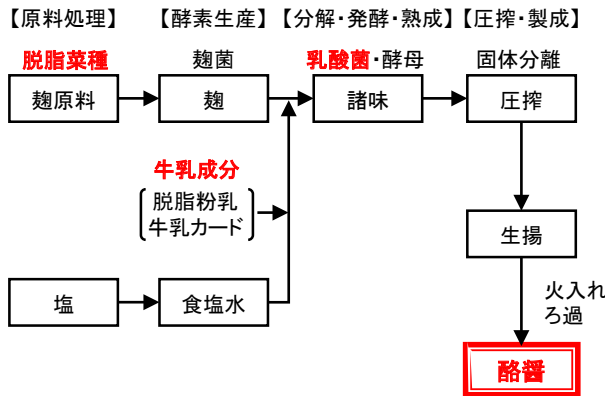 【原料処理】 【酵素生産】 【分解・発酵・熟成】 【圧搾・製成】
脱脂菜種 麹菌 乳酸菌・酵母 固体分離
麹原料 麹 諸味 圧搾
牛乳成分
脱脂粉乳
牛乳カード
生揚
塩 食塩水
火入れ
ろ過
酪醤